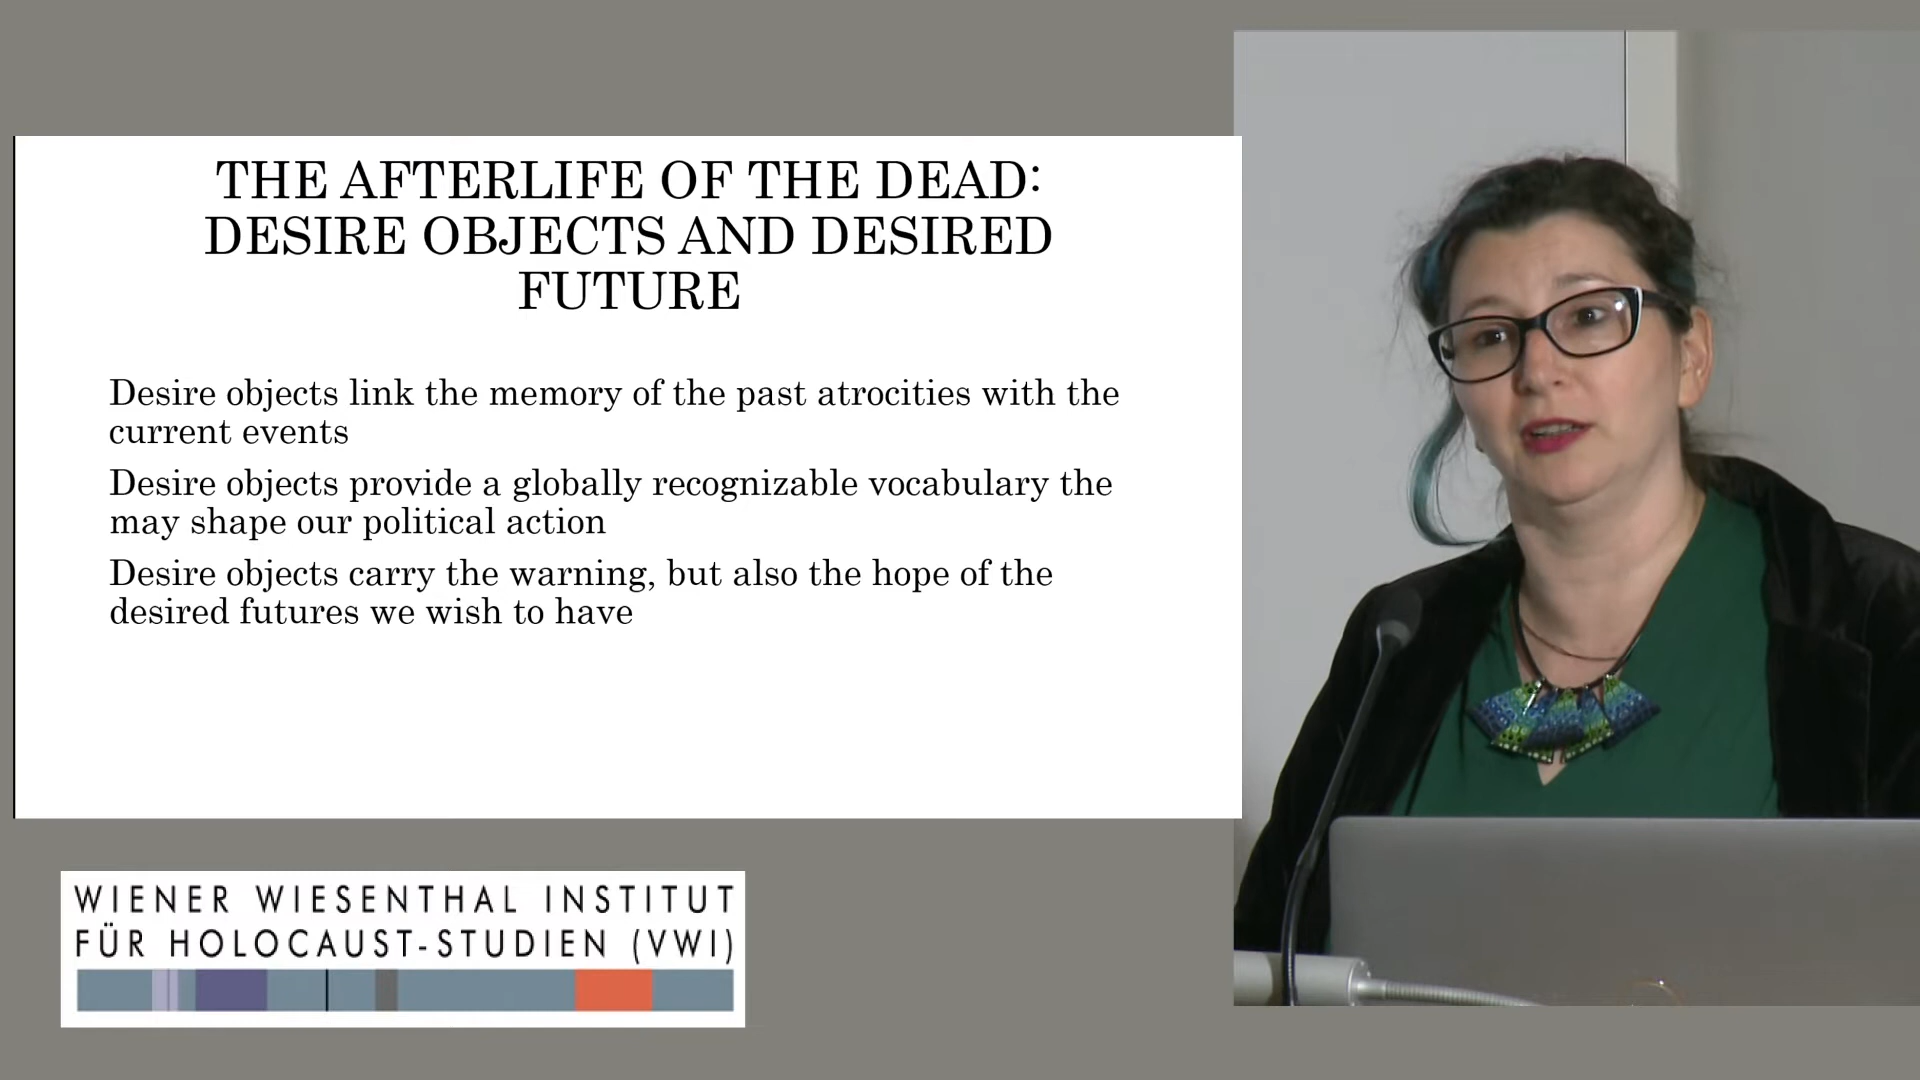 THE AFTERLIFE OF THE DEAD:
DESIRE OBJECTS AND DESIRED
FUTURE
Desire objects link the memory of the past atrocities with the
current events
Desire objects provide a globally recognizable vocabulary the
may shape our political action
Desire objects carry the warning, but also the hope of the
desired futures we wish to have
WIENER WIESENTHAL INSTITUT
FÜR HOLOCAUST-STUDIEN (VWI)